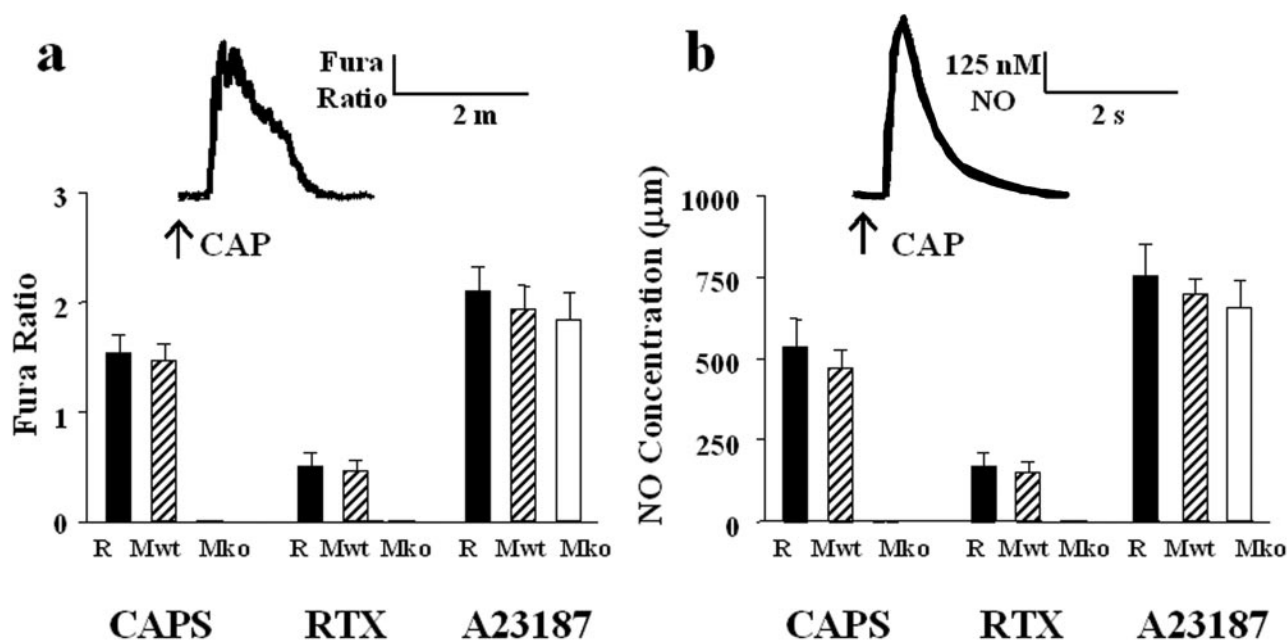 a
Fura
Ratio
2 m
CAP
3
2
1
0
Fura Ratio
R Mwt Mko
R Mwt Mko
R Mwt Mko
CAPS RTX A23187
b
125 nM
NO
2 s
CAP
1000
750
500
250
0
NO Concentration (μm)
R Mwt Mko
R Mwt Mko
R Mwt Mko
CAPS RTX A23187